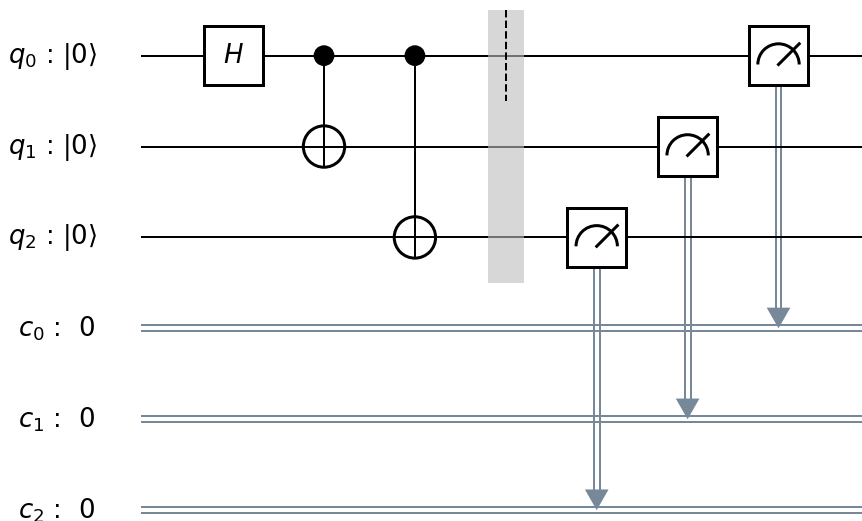 q₀ : |0⟩ H
q₁ : |0⟩
q₂ : |0⟩
c₀ : 0
c₁ : 0
c₂ : 0